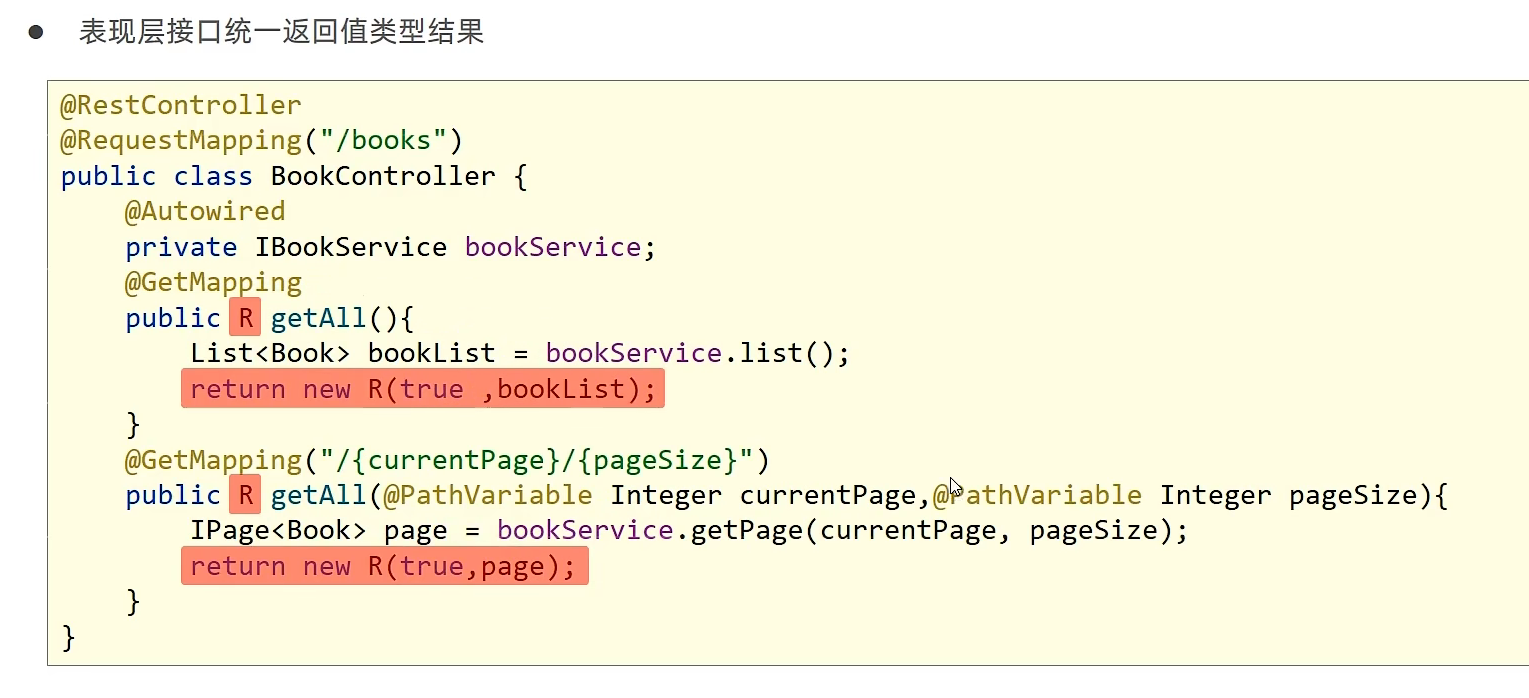 ● 表现层接口统一返回值类型结果
@RestController
@RequestMapping("/books")
public class BookController {
    @Autowired
    private IBookService bookService;
    @GetMapping
    public R getAll(){
        List<Book> bookList = bookService.list();
        return new R(true ,bookList);
    }
    @GetMapping("/{currentPage}/{pageSize}")
    public R getAll(@PathVariable Integer currentPage,@PathVariable Integer pageSize){
        IPage<Book> page = bookService.getPage(currentPage, pageSize);
        return new R(true,page);
    }
}